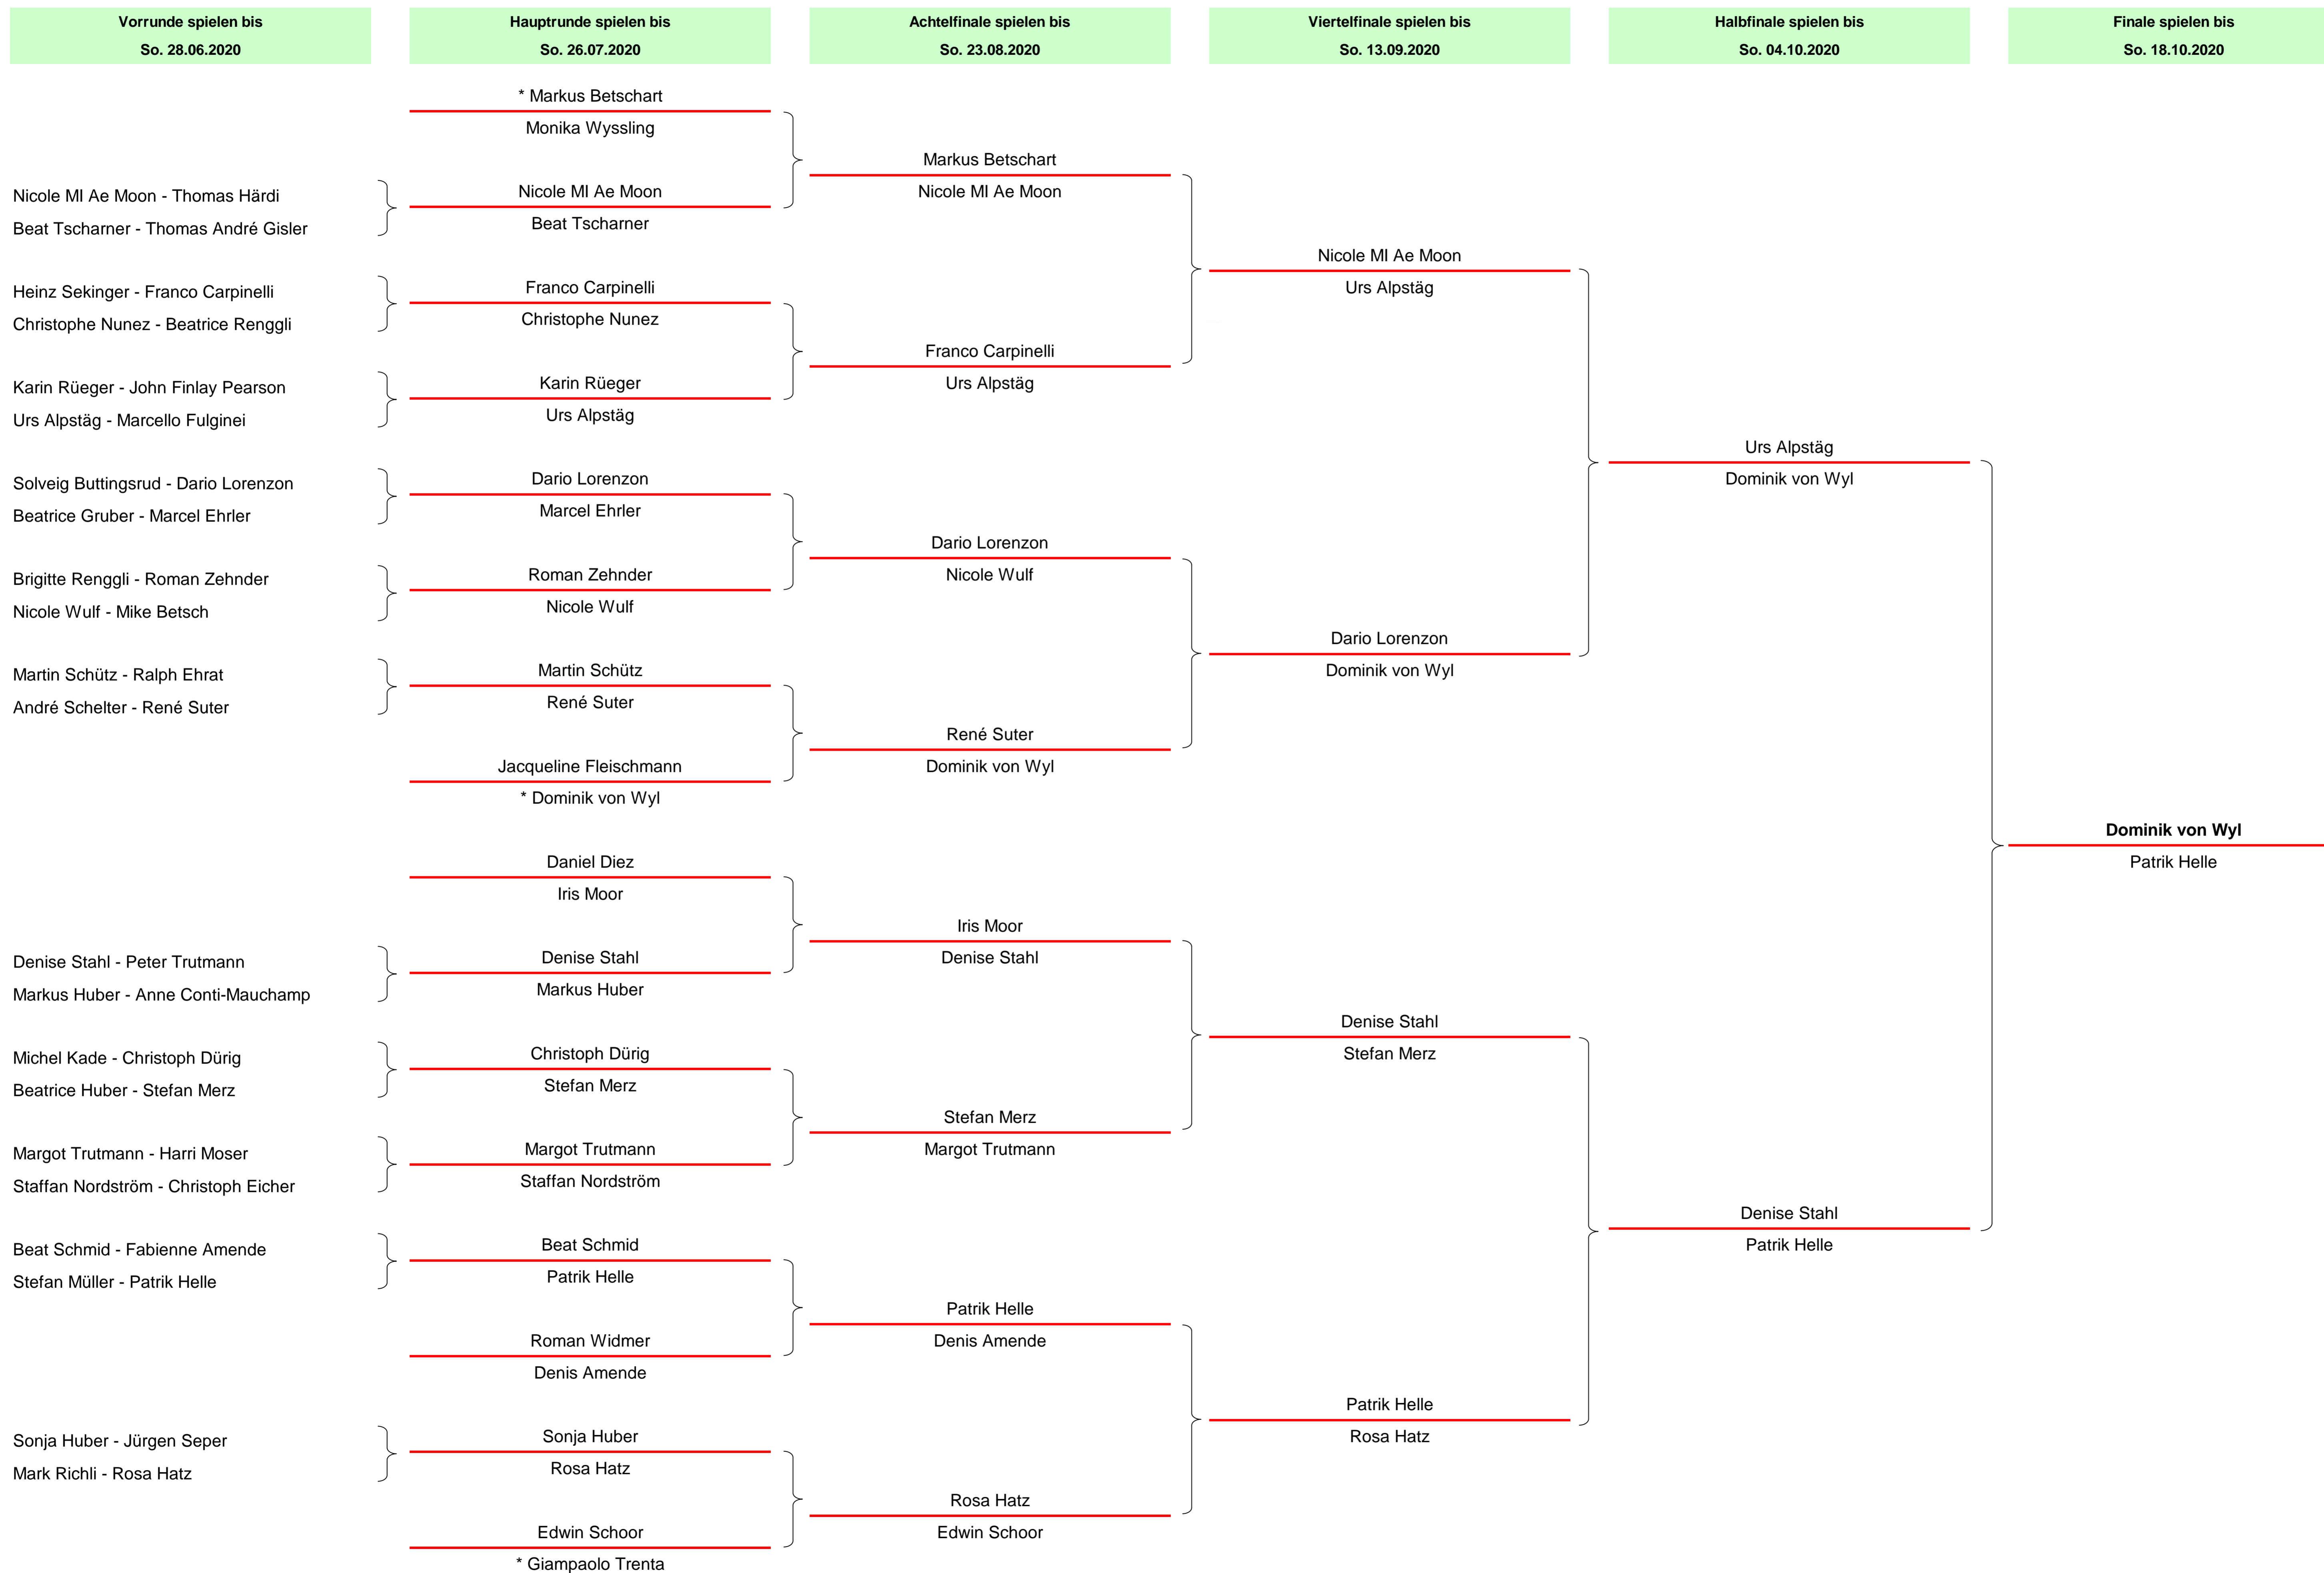 Vorrunde spielen bis
So. 28.06.2020
Hauptrunde spielen bis
So. 26.07.2020
Achtelfinale spielen bis
So. 23.08.2020
Viertelfinale spielen bis
So. 13.09.2020
Halbfinale spielen bis
So. 04.10.2020
Finale spielen bis
So. 18.10.2020
Nicole MI Ae Moon - Thomas Härdi
Beat Tscharner - Thomas André Gisler
Heinz Sekinger - Franco Carpinelli
Christophe Nunez - Beatrice Renggli
Karin Rüeger - John Finlay Pearson
Urs Alpstäg - Marcello Fulginei
Solveig Buttingsrud - Dario Lorenzon
Beatrice Gruber - Marcel Ehrler
Brigitte Renggli - Roman Zehnder
Nicole Wulf - Mike Betsch
Martin Schütz - Ralph Ehrat
André Schelter - René Suter
Denise Stahl - Peter Trutmann
Markus Huber - Anne Conti-Mauchamp
Michel Kade - Christoph Dürig
Beatrice Huber - Stefan Merz
Margot Trutmann - Harri Moser
Staffan Nordström - Christoph Eicher
Beat Schmid - Fabienne Amende
Stefan Müller - Patrik Helle
Sonja Huber - Jürgen Seper
Mark Richli - Rosa Hatz
* Markus Betschart
Monika Wyssling
Nicole MI Ae Moon
Beat Tscharner
Franco Carpinelli
Christophe Nunez
Karin Rüeger
Urs Alpstäg
Dario Lorenzon
Marcel Ehrler
Roman Zehnder
Nicole Wulf
Martin Schütz
René Suter
Jacqueline Fleischmann
* Dominik von Wyl
Daniel Diez
Iris Moor
Denise Stahl
Markus Huber
Christoph Dürig
Stefan Merz
Margot Trutmann
Staffan Nordström
Beat Schmid
Patrik Helle
Roman Widmer
Denis Amende
Sonja Huber
Rosa Hatz
Edwin Schoor
* Giampaolo Trenta
Markus Betschart
Nicole MI Ae Moon
Franco Carpinelli
Urs Alpstäg
Dario Lorenzon
Nicole Wulf
René Suter
Dominik von Wyl
Iris Moor
Denise Stahl
Stefan Merz
Margot Trutmann
Patrik Helle
Denis Amende
Rosa Hatz
Edwin Schoor
Nicole MI Ae Moon
Urs Alpstäg
Dario Lorenzon
Dominik von Wyl
Denise Stahl
Stefan Merz
Patrik Helle
Rosa Hatz
Urs Alpstäg
Dominik von Wyl
Denise Stahl
Patrik Helle
Dominik von Wyl
Patrik Helle